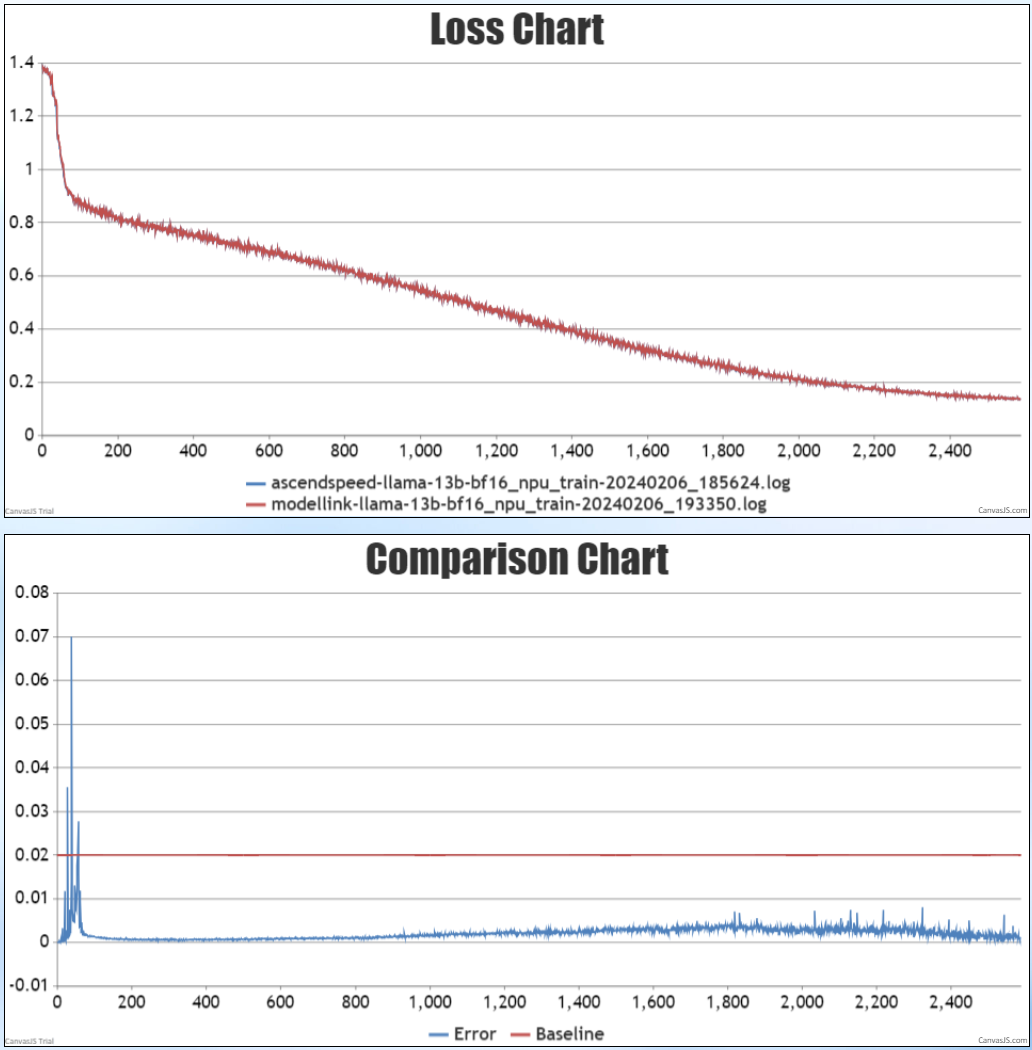 Loss Chart
1.4
1.2
1
0.8
0.6
0.4
0.2
0
0 200 400 600 800 1,000 1,200 1,400 1,600 1,800 2,000 2,200 2,400
ascendspeed-llama-13b-bf16_npu_train-20240206_185624.log
modellink-llama-13b-bf16_npu_train-20240206_193350.log
CanvasJS Trial
CanvasJS.com
Comparison Chart
0.08
0.07
0.06
0.05
0.04
0.03
0.02
0.01
0
-0.01
0 200 400 600 800 1,000 1,200 1,400 1,600 1,800 2,000 2,200 2,400
Error Baseline
CanvasJS Trial
CanvasJS.com